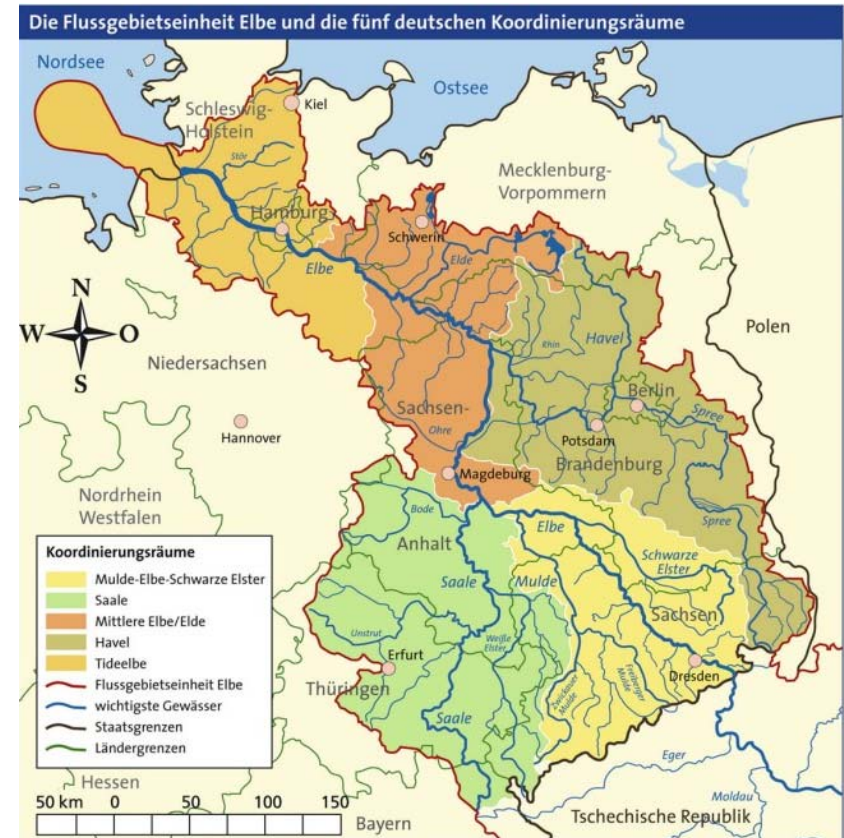 Die Flussgebietseinheit Elbe und die fünf deutschen Koordinierungsräume
Nordsee
Ostsee
Schleswig-
Holstein
Kiel
Stör
Mecklenburg-
Vorpommern
Hamburg
Schwerin
Elbe
Elde
N
W
O
S
Polen
Niedersachsen
Rhin
Havel
Berlin
Spree
Sachsen-
Ohre
Hannover
Potsdam
Brandenburg
Magdeburg
Nordrhein
Westfalen
Bode
Elbe
Spree
Anhalt
Schwarze
Elster
Saale
Mulde
Sachsen
Unstrut
Weiße
Elster
Erfurt
Dresden
Thüringen
Zwickauer
Mulde
Freiberger
Mulde
Saale
Koordinierungsräume
Mulde-Elbe-Schwarze Elster
Saale
Mittlere Elbe/Elde
Havel
Tideelbe
Flussgebietseinheit Elbe
wichtigste Gewässer
Staatsgrenzen
Ländergrenzen
Eger
Hessen
Moldau
50 km 0 50 100 150
Bayern
Tschechische Republik